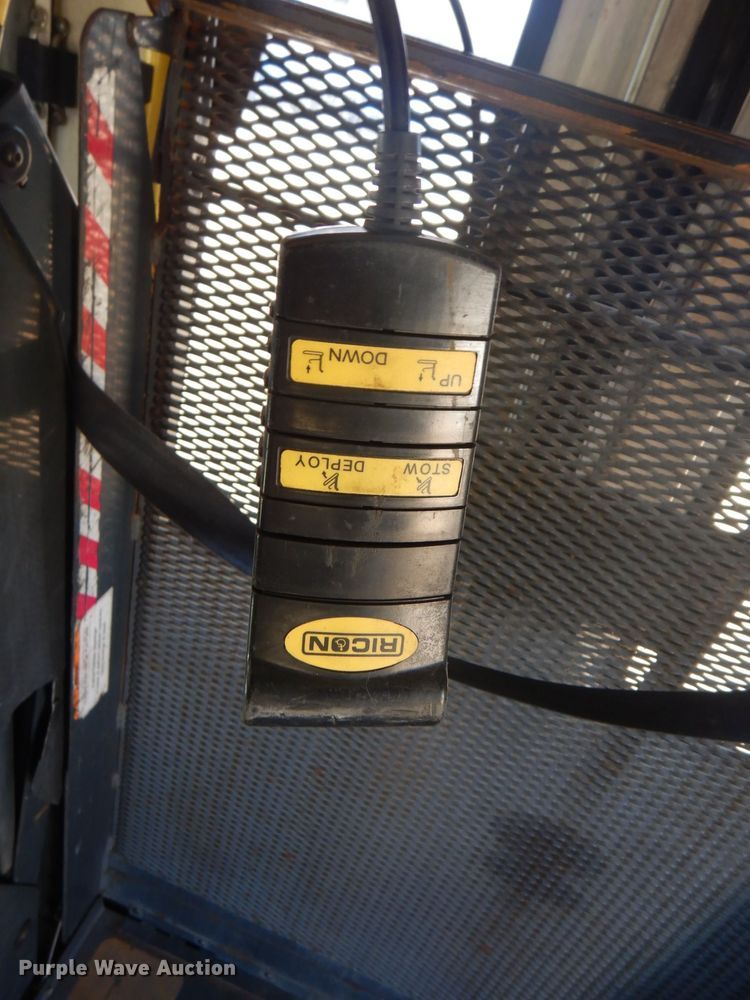 RICON
STOW DEPLOY
UP DOWN
Purple Wave Auction